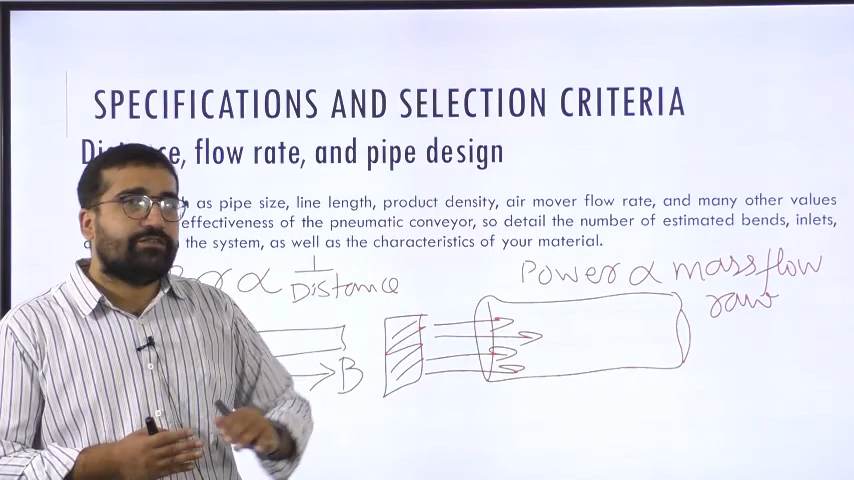 SPECIFICATIONS AND SELECTION CRITERIA
Distance, flow rate, and pipe design
as pipe size, line length, product density, air mover flow rate, and many other values
effectiveness of the pneumatic conveyor, so detail the number of estimated bends, inlets,
the system, as well as the characteristics of your material.
α 1
Distance
Power α mass flow
B